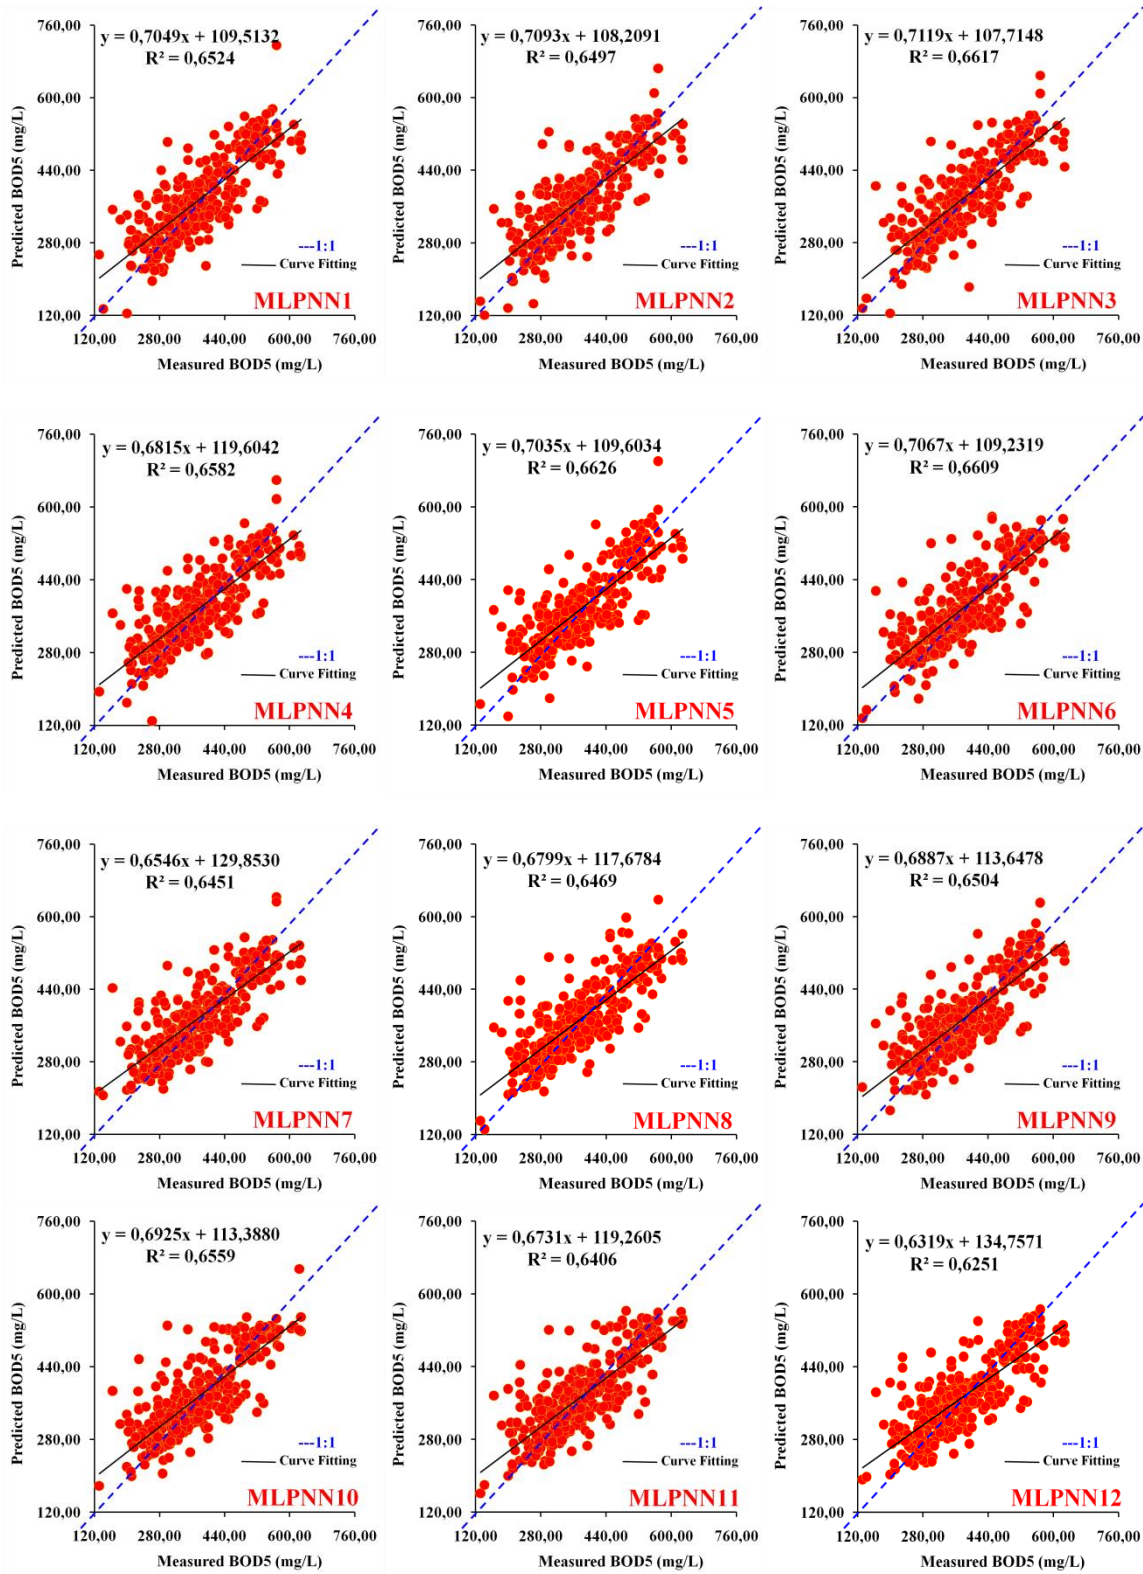 y = 0,7049x + 109,5132
R² = 0,6524
Predicted BOD5 (mg/L)
760,00
600,00
440,00
280,00
120,00
---1:1
Curve Fitting
MLPNN1
120,00 280,00 440,00 600,00 760,00
Measured BOD5 (mg/L)
y = 0,7093x + 108,2091
R² = 0,6497
Predicted BOD5 (mg/L)
760,00
600,00
440,00
280,00
120,00
---1:1
Curve Fitting
MLPNN2
120,00 280,00 440,00 600,00 760,00
Measured BOD5 (mg/L)
y = 0,7119x + 107,7148
R² = 0,6617
Predicted BOD5 (mg/L)
760,00
600,00
440,00
280,00
120,00
---1:1
Curve Fitting
MLPNN3
120,00 280,00 440,00 600,00 760,00
Measured BOD5 (mg/L)
y = 0,6815x + 119,6042
R² = 0,6582
Predicted BOD5 (mg/L)
760,00
600,00
440,00
280,00
120,00
---1:1
Curve Fitting
MLPNN4
120,00 280,00 440,00 600,00 760,00
Measured BOD5 (mg/L)
y = 0,7035x + 109,6034
R² = 0,6626
Predicted BOD5 (mg/L)
760,00
600,00
440,00
280,00
120,00
---1:1
Curve Fitting
MLPNN5
120,00 280,00 440,00 600,00 760,00
Measured BOD5 (mg/L)
y = 0,7067x + 109,2319
R² = 0,6609
Predicted BOD5 (mg/L)
760,00
600,00
440,00
280,00
120,00
---1:1
Curve Fitting
MLPNN6
120,00 280,00 440,00 600,00 760,00
Measured BOD5 (mg/L)
y = 0,6546x + 129,8530
R² = 0,6451
Predicted BOD5 (mg/L)
760,00
600,00
440,00
280,00
120,00
---1:1
Curve Fitting
MLPNN7
120,00 280,00 440,00 600,00 760,00
Measured BOD5 (mg/L)
y = 0,6799x + 117,6784
R² = 0,6469
Predicted BOD5 (mg/L)
760,00
600,00
440,00
280,00
120,00
---1:1
Curve Fitting
MLPNN8
120,00 280,00 440,00 600,00 760,00
Measured BOD5 (mg/L)
y = 0,6887x + 113,6478
R² = 0,6504
Predicted BOD5 (mg/L)
760,00
600,00
440,00
280,00
120,00
---1:1
Curve Fitting
MLPNN9
120,00 280,00 440,00 600,00 760,00
Measured BOD5 (mg/L)
y = 0,6925x + 113,3880
R² = 0,6559
Predicted BOD5 (mg/L)
760,00
600,00
440,00
280,00
120,00
---1:1
Curve Fitting
MLPNN10
120,00 280,00 440,00 600,00 760,00
Measured BOD5 (mg/L)
y = 0,6731x + 119,2605
R² = 0,6406
Predicted BOD5 (mg/L)
760,00
600,00
440,00
280,00
120,00
---1:1
Curve Fitting
MLPNN11
120,00 280,00 440,00 600,00 760,00
Measured BOD5 (mg/L)
y = 0,6319x + 134,7571
R² = 0,6251
Predicted BOD5 (mg/L)
760,00
600,00
440,00
280,00
120,00
---1:1
Curve Fitting
MLPNN12
120,00 280,00 440,00 600,00 760,00
Measured BOD5 (mg/L)